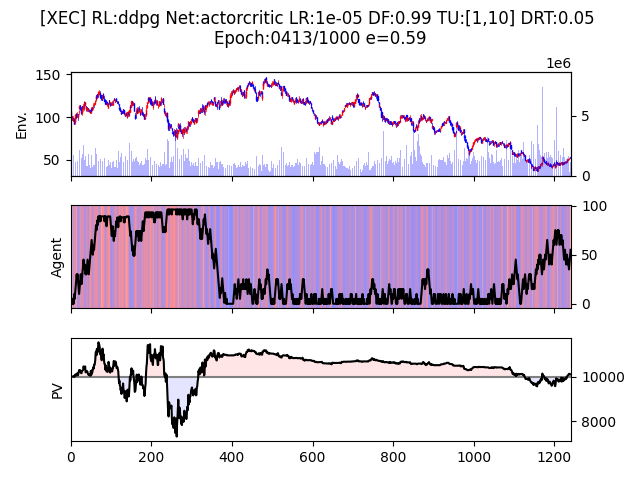 [XEC] RL:ddpg Net:actorcritic LR:1e-05 DF:0.99 TU:[1,10] DRT:0.05
Epoch:0413/1000 e=0.59
1e6
150
100
50
Env.
5
0
Agent
100
50
0
PV
10000
8000
0 200 400 600 800 1000 1200